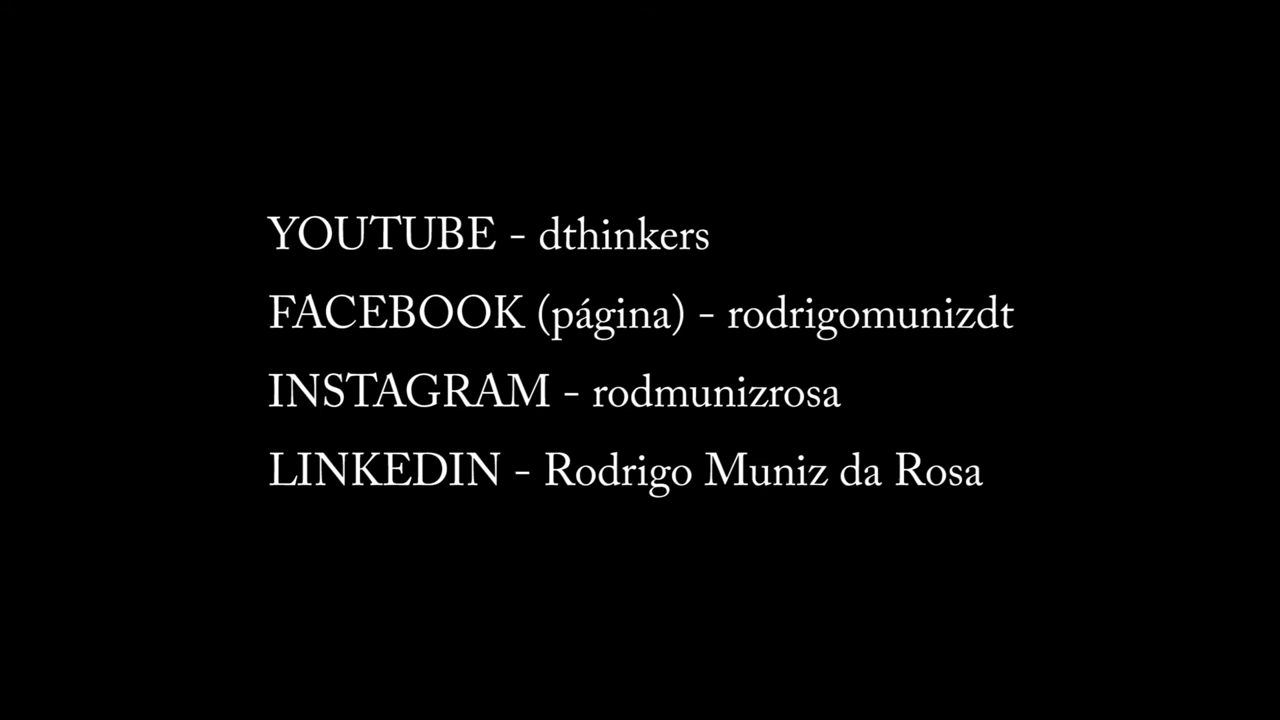 YOUTUBE - dthinkers
FACEBOOK (página) - rodrigomunizdt
INSTAGRAM - rodmunizrosa
LINKEDIN - Rodrigo Muniz da Rosa